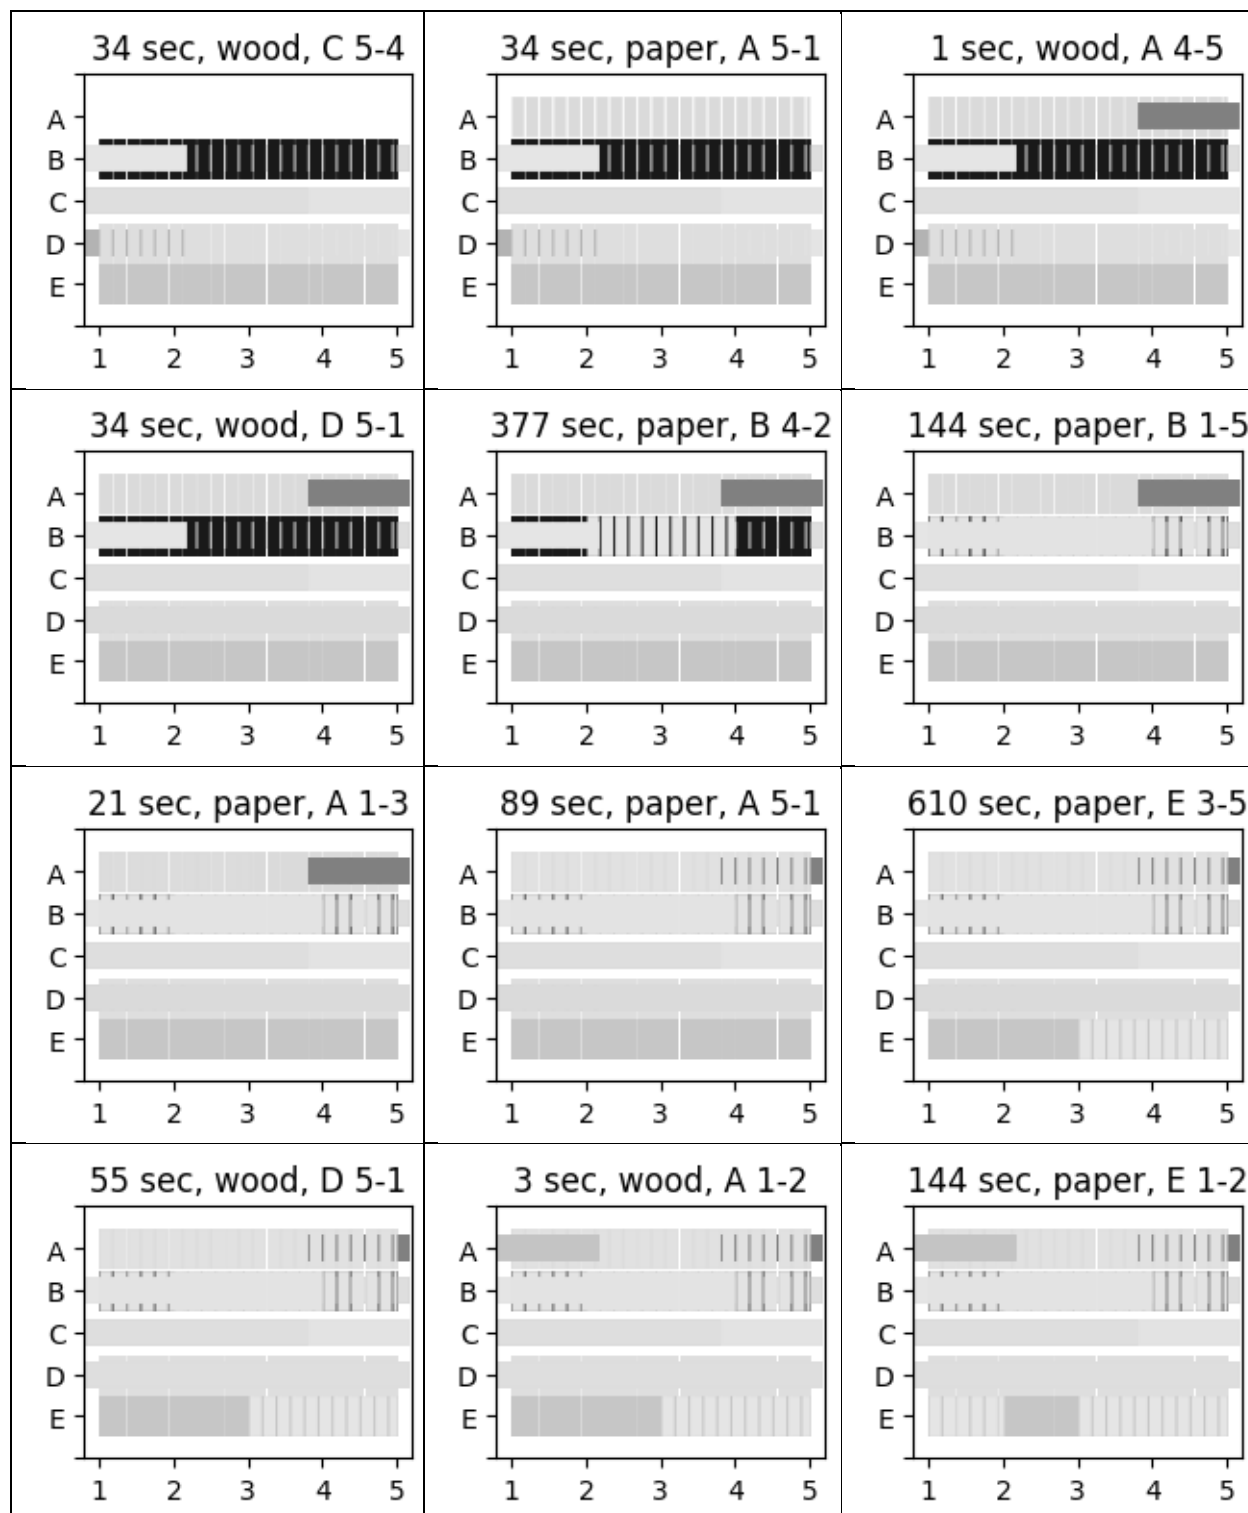 34 sec, wood, C 5-4
A
B
C
D
E
1 2 3 4 5
34 sec, paper, A 5-1
A
B
C
D
E
1 2 3 4 5
1 sec, wood, A 4-5
A
B
C
D
E
1 2 3 4 5
34 sec, wood, D 5-1
A
B
C
D
E
1 2 3 4 5
377 sec, paper, B 4-2
A
B
C
D
E
1 2 3 4 5
144 sec, paper, B 1-5
A
B
C
D
E
1 2 3 4 5
21 sec, paper, A 1-3
A
B
C
D
E
1 2 3 4 5
89 sec, paper, A 5-1
A
B
C
D
E
1 2 3 4 5
610 sec, paper, E 3-5
A
B
C
D
E
1 2 3 4 5
55 sec, wood, D 5-1
A
B
C
D
E
1 2 3 4 5
3 sec, wood, A 1-2
A
B
C
D
E
1 2 3 4 5
144 sec, paper, E 1-2
A
B
C
D
E
1 2 3 4 5